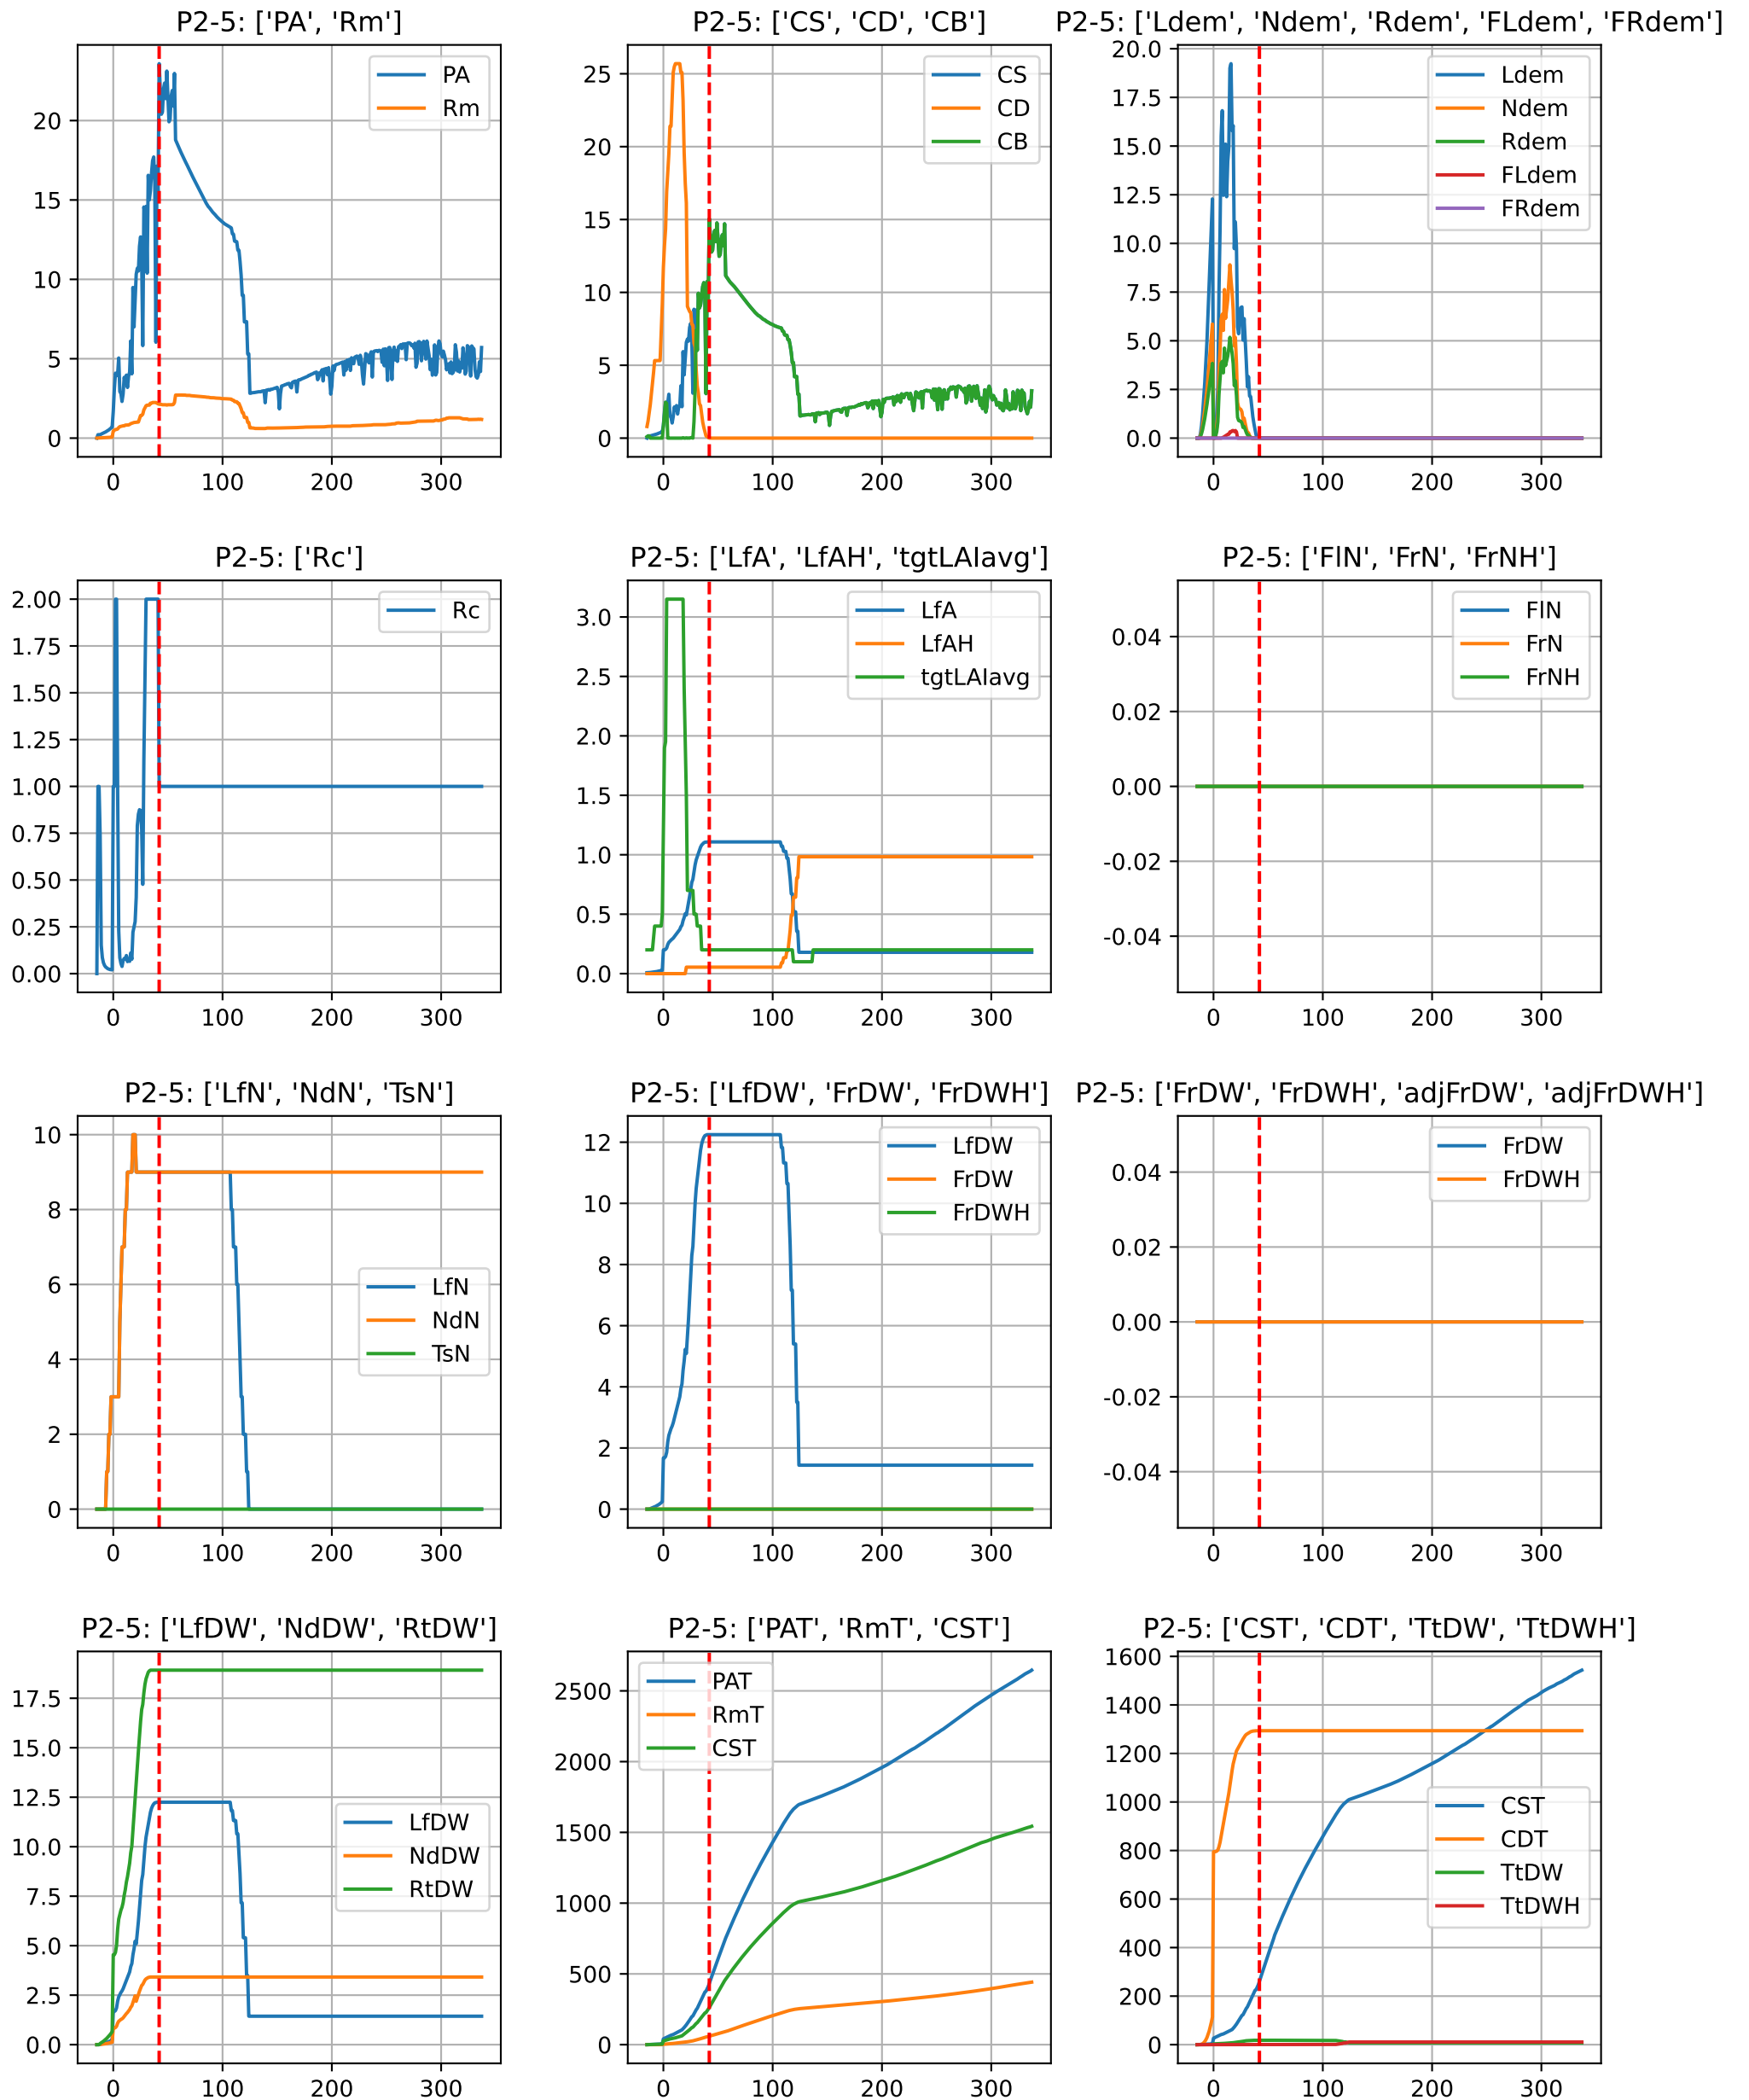 P2-5: ['PA', 'Rm']
PA
Rm
20
15
10
5
0
0 100 200 300
P2-5: ['CS', 'CD', 'CB']
CS
CD
CB
25
20
15
10
5
0
0 100 200 300
P2-5: ['Ldem', 'Ndem', 'Rdem', 'FLdem', 'FRdem']
Ldem
Ndem
Rdem
FLdem
FRdem
20.0
17.5
15.0
12.5
10.0
7.5
5.0
2.5
0.0
0 100 200 300
P2-5: ['Rc']
Rc
2.00
1.75
1.50
1.25
1.00
0.75
0.50
0.25
0.00
0 100 200 300
P2-5: ['LfA', 'LfAH', 'tgtLAIavg']
LfA
LfAH
tgtLAIavg
3.0
2.5
2.0
1.5
1.0
0.5
0.0
0 100 200 300
P2-5: ['FlN', 'FrN', 'FrNH']
FlN
FrN
FrNH
0.04
0.02
0.00
-0.02
-0.04
0 100 200 300
P2-5: ['LfN', 'NdN', 'TsN']
LfN
NdN
TsN
10
8
6
4
2
0
0 100 200 300
P2-5: ['LfDW', 'FrDW', 'FrDWH']
LfDW
FrDW
FrDWH
12
10
8
6
4
2
0
0 100 200 300
P2-5: ['FrDW', 'FrDWH', 'adjFrDW', 'adjFrDWH']
FrDW
FrDWH
0.04
0.02
0.00
-0.02
-0.04
0 100 200 300
P2-5: ['LfDW', 'NdDW', 'RtDW']
LfDW
NdDW
RtDW
17.5
15.0
12.5
10.0
7.5
5.0
2.5
0.0
0 100 200 300
P2-5: ['PAT', 'RmT', 'CST']
PAT
RmT
CST
2500
2000
1500
1000
500
0
0 100 200 300
P2-5: ['CST', 'CDT', 'TtDW', 'TtDWH']
CST
CDT
TtDW
TtDWH
1600
1400
1200
1000
800
600
400
200
0
0 100 200 300